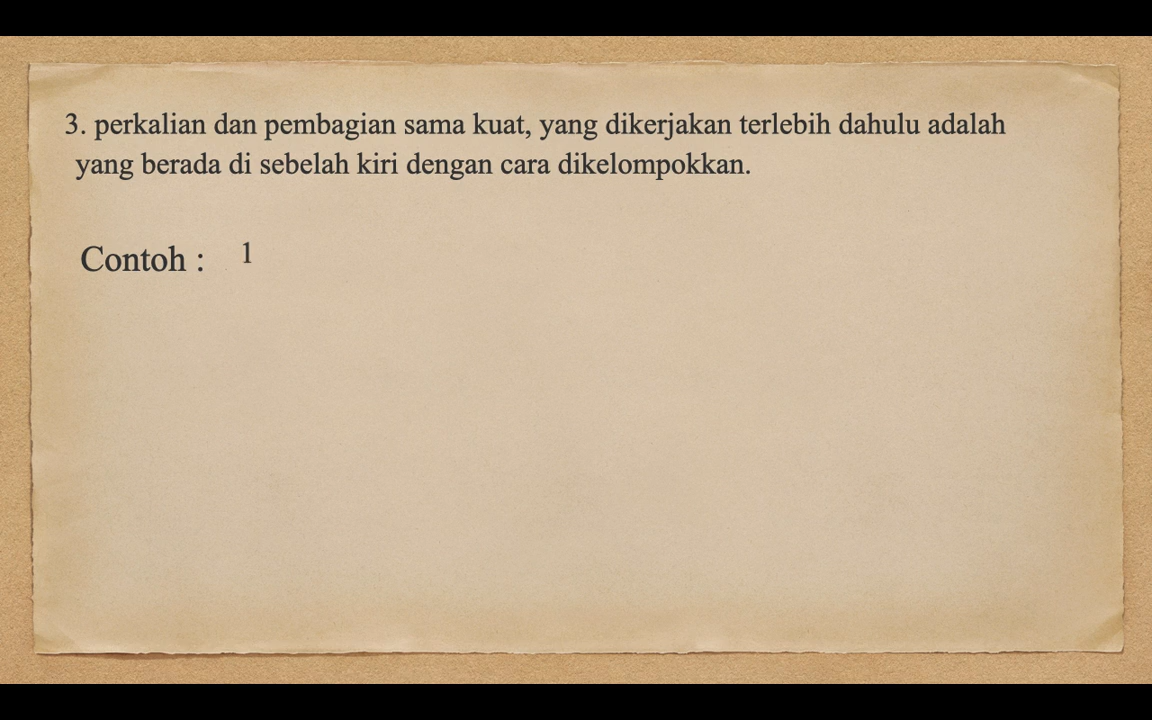 3. perkalian dan pembagian sama kuat, yang dikerjakan terlebih dahulu adalah
yang berada di sebelah kiri dengan cara dikelompokkan.
Contoh : 1